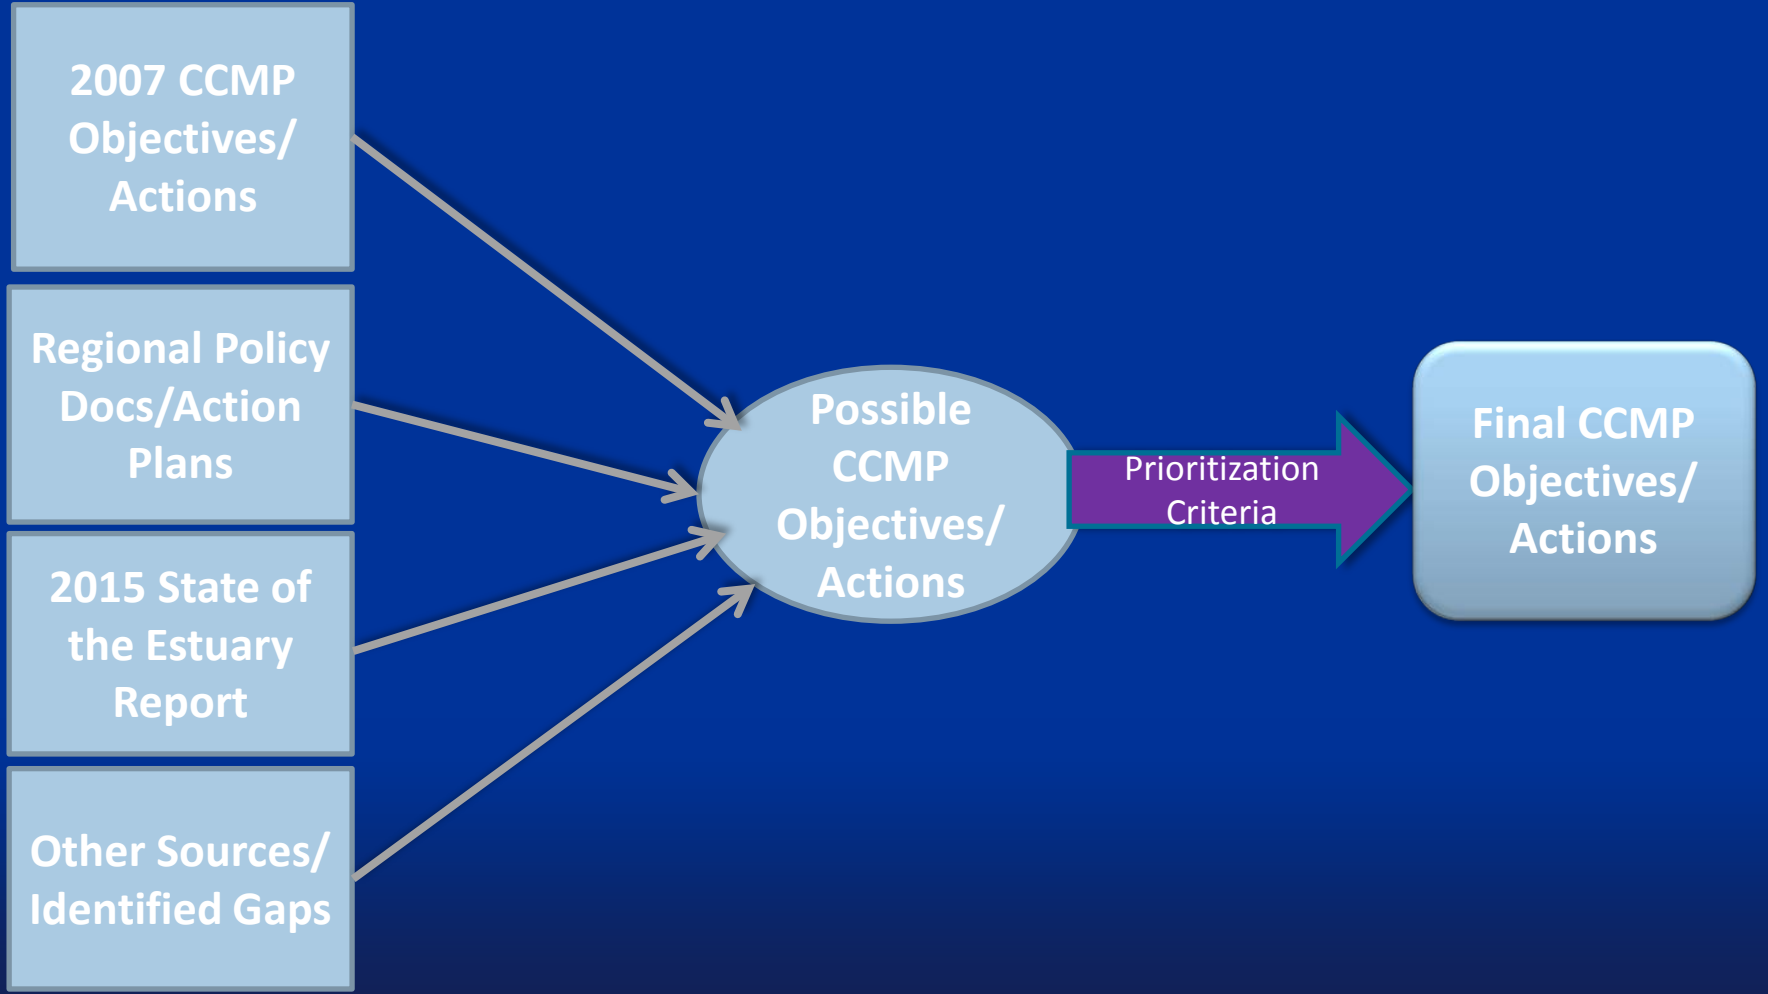 2007 CCMP
Objectives/
Actions
Regional Policy
Docs/Action
Plans
2015 State of
the Estuary
Report
Other Sources/
Identified Gaps
Possible
CCMP
Objectives/
Actions
Prioritization
Criteria
Final CCMP
Objectives/
Actions